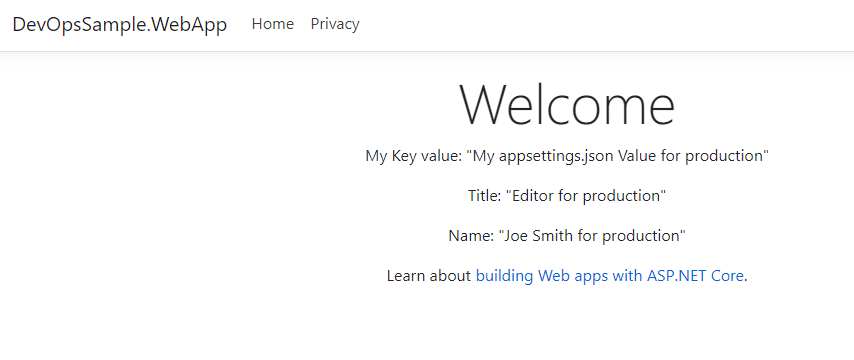 DevOpsSample.WebApp Home Privacy
Welcome
My Key value: "My appsettings.json Value for production"
Title: "Editor for production"
Name: "Joe Smith for production"
Learn about building Web apps with ASP.NET Core.